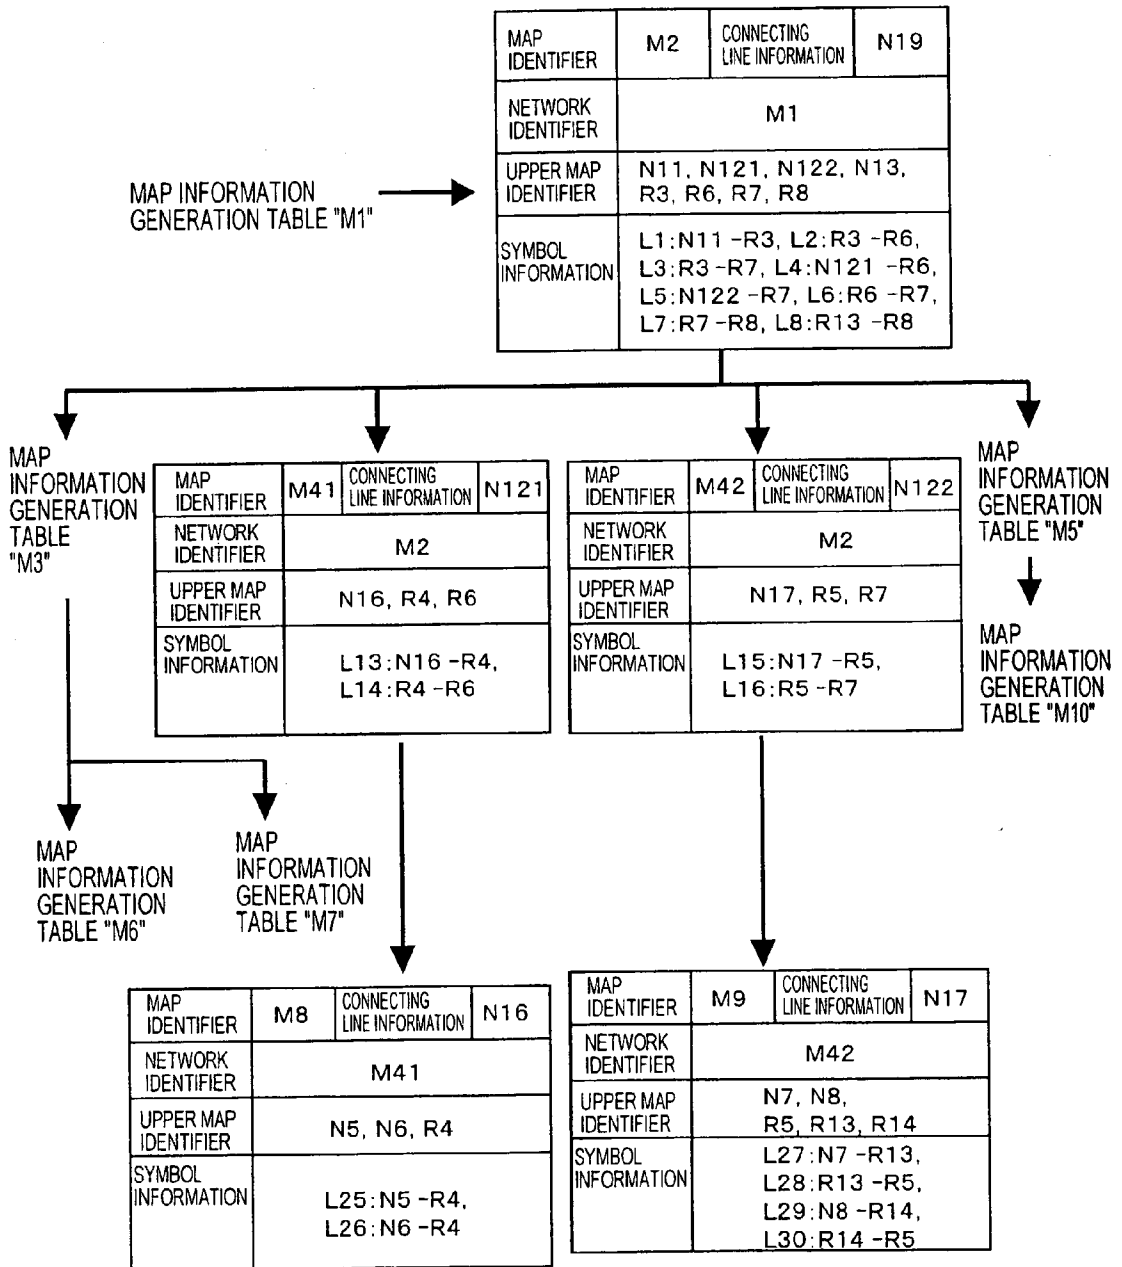 MAP IDENTIFIER
M2
CONNECTING LINE INFORMATION
N19
NETWORK IDENTIFIER
M1
UPPER MAP IDENTIFIER
N11, N121, N122, N13,
R3, R6, R7, R8
SYMBOL INFORMATION
L1:N11-R3, L2:R3-R6,
L3:R3-R7, L4:N121-R6,
L5:N122-R7, L6:R6-R7,
L7:R7-R8, L8:R13-R8
MAP INFORMATION
GENERATION TABLE "M1"
MAP
INFORMATION
GENERATION
TABLE
"M3"
MAP IDENTIFIER
M41
CONNECTING LINE INFORMATION
N121
NETWORK IDENTIFIER
M2
UPPER MAP IDENTIFIER
N16, R4, R6
SYMBOL INFORMATION
L13:N16-R4,
L14:R4-R6
MAP IDENTIFIER
M42
CONNECTING LINE INFORMATION
N122
NETWORK IDENTIFIER
M2
UPPER MAP IDENTIFIER
N17, R5, R7
SYMBOL INFORMATION
L15:N17-R5,
L16:R5-R7
MAP
INFORMATION
GENERATION
TABLE "M5"
MAP
INFORMATION
GENERATION
TABLE "M10"
MAP
INFORMATION
GENERATION
TABLE "M6"
MAP
INFORMATION
GENERATION
TABLE "M7"
MAP IDENTIFIER
M8
CONNECTING LINE INFORMATION
N16
NETWORK IDENTIFIER
M41
UPPER MAP IDENTIFIER
N5, N6, R4
SYMBOL INFORMATION
L25:N5-R4,
L26:N6-R4
MAP IDENTIFIER
M9
CONNECTING LINE INFORMATION
N17
NETWORK IDENTIFIER
M42
UPPER MAP IDENTIFIER
N7, N8,
R5, R13, R14
SYMBOL INFORMATION
L27:N7-R13,
L28:R13-R5,
L29:N8-R14,
L30:R14-R5